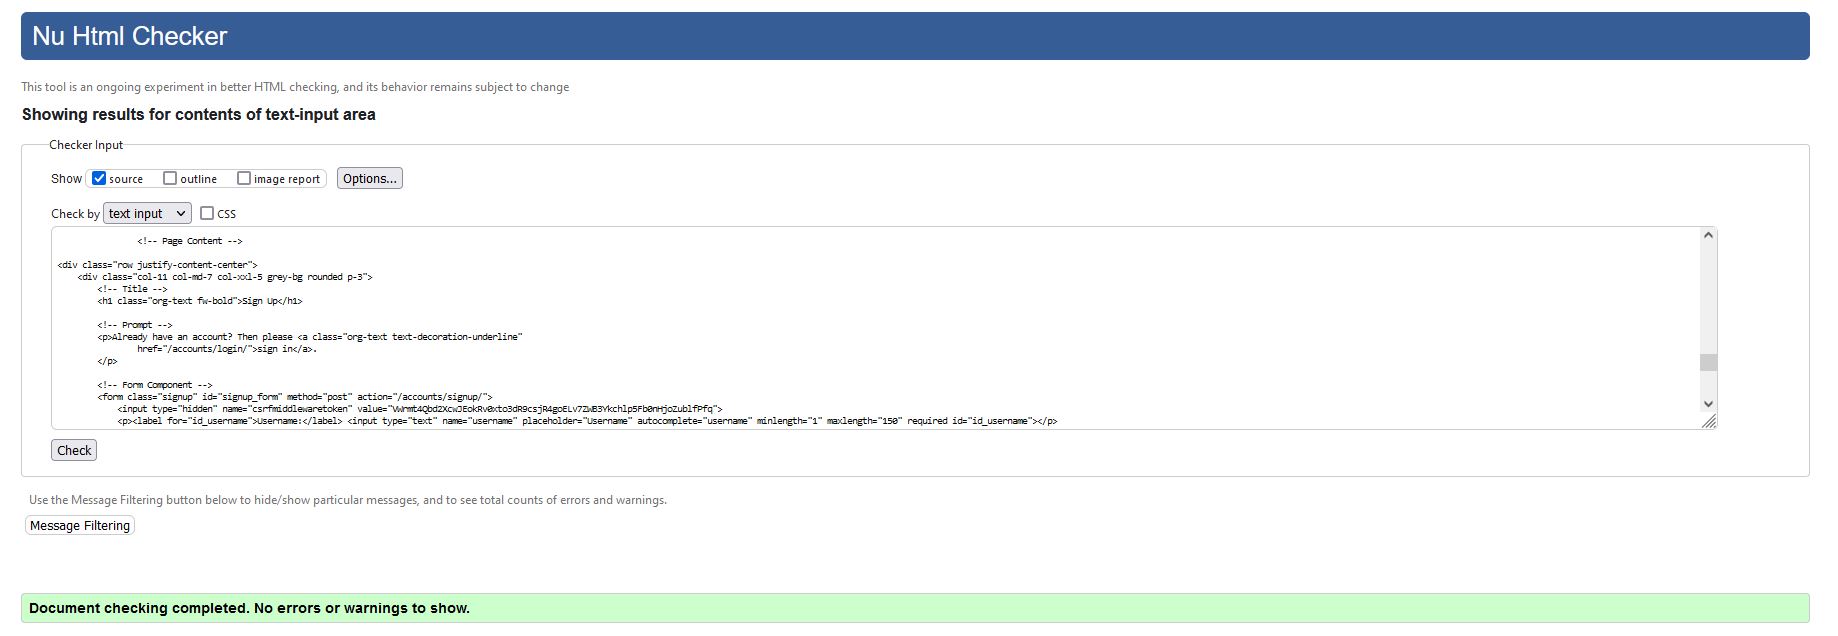 Nu Html Checker
This tool is an ongoing experiment in better HTML checking, and its behavior remains subject to change
Showing results for contents of text-input area
Checker Input
Show source outline image report Options...
Check by text input CSS
<!-- Page Content -->
<div class="row justify-content-center">
<div class="col-11 col-md-7 col-xxl-5 grey-bg rounded p-3">
<!-- Title -->
<h1 class="org-text fw-bold">Sign Up</h1>
<!-- Prompt -->
<p>Already have an account? Then please <a class="org-text text-decoration-underline"
href="/accounts/login/">sign in</a>.
</p>
<!-- Form Component -->
<form class="signup" id="signup_form" method="post" action="/accounts/signup/">
<input type="hidden" name="csrfmiddlewaretoken" value="
<p><label for="id_username">Username:</label> <input type="text" name="username" placeholder="Username" autocomplete="username" minlength="1" maxlength="150" required id="id_username"></p>
Check
Use the Message Filtering button below to hide/show particular messages, and to see total counts of errors and warnings.
Message Filtering
Document checking completed. No errors or warnings to show.